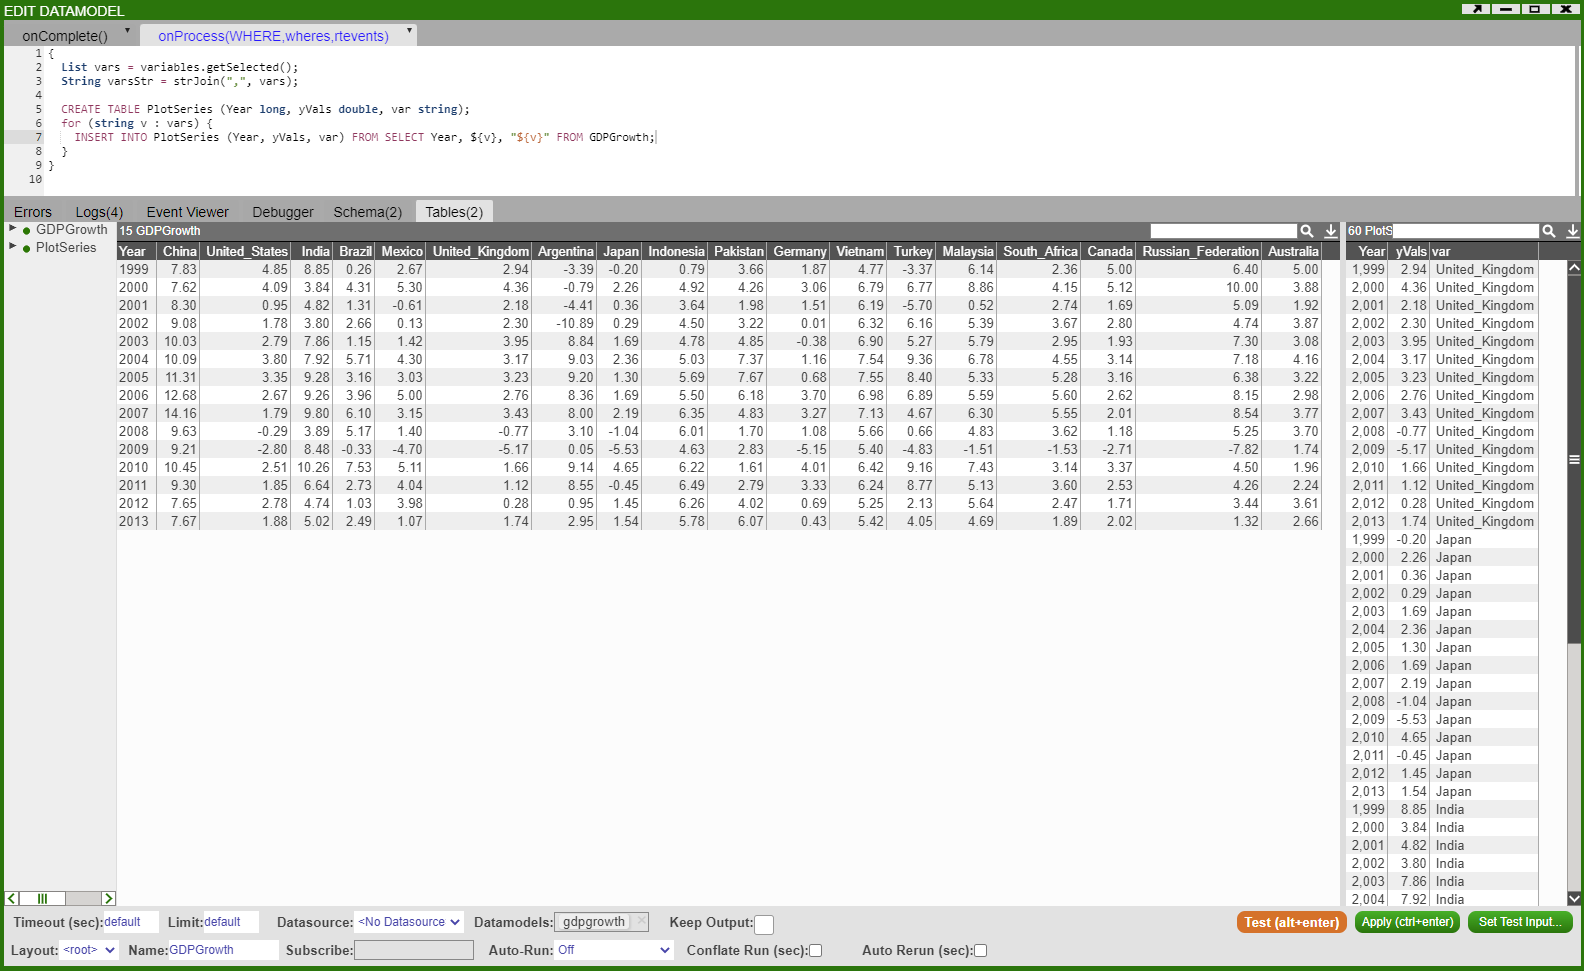 EDIT DATAMODEL
onComplete() onProcess(WHERE,wheres,rtevents)
1 {
2 List vars = variables.getSelected();
3 String varsStr = strJoin(",", vars);
4
5 CREATE TABLE PlotSeries (Year long, yVals double, var string);
6 for (string v : vars) {
7 INSERT INTO PlotSeries (Year, yVals, var) FROM SELECT Year, ${v}, "${v}" FROM GDPGrowth;
8 }
9 }
10
Errors Logs(4) Event Viewer Debugger Schema(2) Tables(2)
GDPGrowth
PlotSeries
15 GDPGrowth
Year China United_States India Brazil Mexico United_Kingdom Argentina Japan Indonesia Pakistan Germany Vietnam Turkey Malaysia South_Africa Canada Russian_Federation Australia
1999 7.83 4.85 8.85 0.26 2.67 2.94 -3.39 -0.20 0.79 3.66 1.87 4.77 -3.37 6.14 2.36 5.00 6.40 5.00
2000 7.62 4.09 3.84 4.31 5.30 4.36 -0.79 2.26 4.92 4.26 3.06 6.79 6.77 8.86 4.15 5.12 10.00 3.88
2001 8.30 0.95 4.82 1.31 -0.61 2.18 -4.41 0.36 3.64 1.98 1.51 6.19 -5.70 0.52 2.74 1.69 5.09 1.92
2002 9.08 1.78 3.80 2.66 0.13 2.30 -10.89 0.29 4.50 3.22 0.01 6.32 6.16 5.39 3.67 2.80 4.74 3.87
2003 10.03 2.79 7.86 1.15 1.42 3.95 8.84 1.69 4.78 4.85 -0.38 6.90 5.27 5.79 2.95 1.93 7.30 3.08
2004 10.09 3.80 7.92 5.71 4.30 3.17 9.03 2.36 5.03 7.37 1.16 7.54 9.36 6.78 4.55 3.14 7.18 4.16
2005 11.31 3.35 9.28 3.16 3.03 3.23 9.20 1.30 5.69 7.67 0.68 7.55 8.40 5.33 5.28 3.16 6.38 3.22
2006 12.68 2.67 9.26 3.96 5.00 2.76 8.36 1.69 5.50 6.18 3.70 6.98 6.89 5.59 5.60 2.62 8.15 2.98
2007 14.16 1.79 9.80 6.10 3.15 3.43 8.00 2.19 6.35 4.83 3.27 7.13 4.67 6.30 5.55 2.01 8.54 3.77
2008 9.63 -0.29 3.89 5.17 1.40 -0.77 3.10 -1.04 6.01 1.70 1.08 5.66 0.66 4.83 3.62 1.18 5.25 3.70
2009 9.21 -2.80 8.48 -0.33 -4.70 -5.17 0.05 -5.53 4.63 2.83 -5.15 5.40 -4.83 -1.51 -1.53 -2.71 -7.82 1.74
2010 10.45 2.51 10.26 7.53 5.11 1.66 9.14 4.65 6.22 1.61 4.01 6.42 9.16 7.43 3.14 3.37 4.50 1.96
2011 9.30 1.85 6.64 2.73 4.04 1.12 8.55 -0.45 6.49 2.79 3.33 6.24 8.77 5.13 3.60 2.53 4.26 2.24
2012 7.65 2.78 4.74 1.03 3.98 0.28 0.95 1.45 6.26 4.02 0.69 5.25 2.13 5.64 2.47 1.71 3.44 3.61
2013 7.67 1.88 5.02 2.49 1.07 1.74 2.95 1.54 5.78 6.07 0.43 5.42 4.05 4.69 1.89 2.02 1.32 2.66
60 PlotS
Year yVals var
1,999 2.94 United_Kingdom
2,000 4.36 United_Kingdom
2,001 2.18 United_Kingdom
2,002 2.30 United_Kingdom
2,003 3.95 United_Kingdom
2,004 3.17 United_Kingdom
2,005 3.23 United_Kingdom
2,006 2.76 United_Kingdom
2,007 3.43 United_Kingdom
2,008 -0.77 United_Kingdom
2,009 -5.17 United_Kingdom
2,010 1.66 United_Kingdom
2,011 1.12 United_Kingdom
2,012 0.28 United_Kingdom
2,013 1.74 United_Kingdom
1,999 -0.20 Japan
2,000 2.26 Japan
2,001 0.36 Japan
2,002 0.29 Japan
2,003 1.69 Japan
2,004 2.36 Japan
2,005 1.30 Japan
2,006 1.69 Japan
2,007 2.19 Japan
2,008 -1.04 Japan
2,009 -5.53 Japan
2,010 4.65 Japan
2,011 -0.45 Japan
2,012 1.45 Japan
2,013 1.54 Japan
1,999 8.85 India
2,000 3.84 India
2,001 4.82 India
2,002 3.80 India
2,003 7.86 India
2,004 7.92 India
Timeout (sec): default Limit: default Datasource: <No Datasource Datamodels: gdpgrowth Keep Output: Test (alt+enter) Apply (ctrl+enter) Set Test Input...
Layout: <root> Name: GDPGrowth Subscribe: Auto-Run: Off Conflate Run (sec): Auto Rerun (sec):